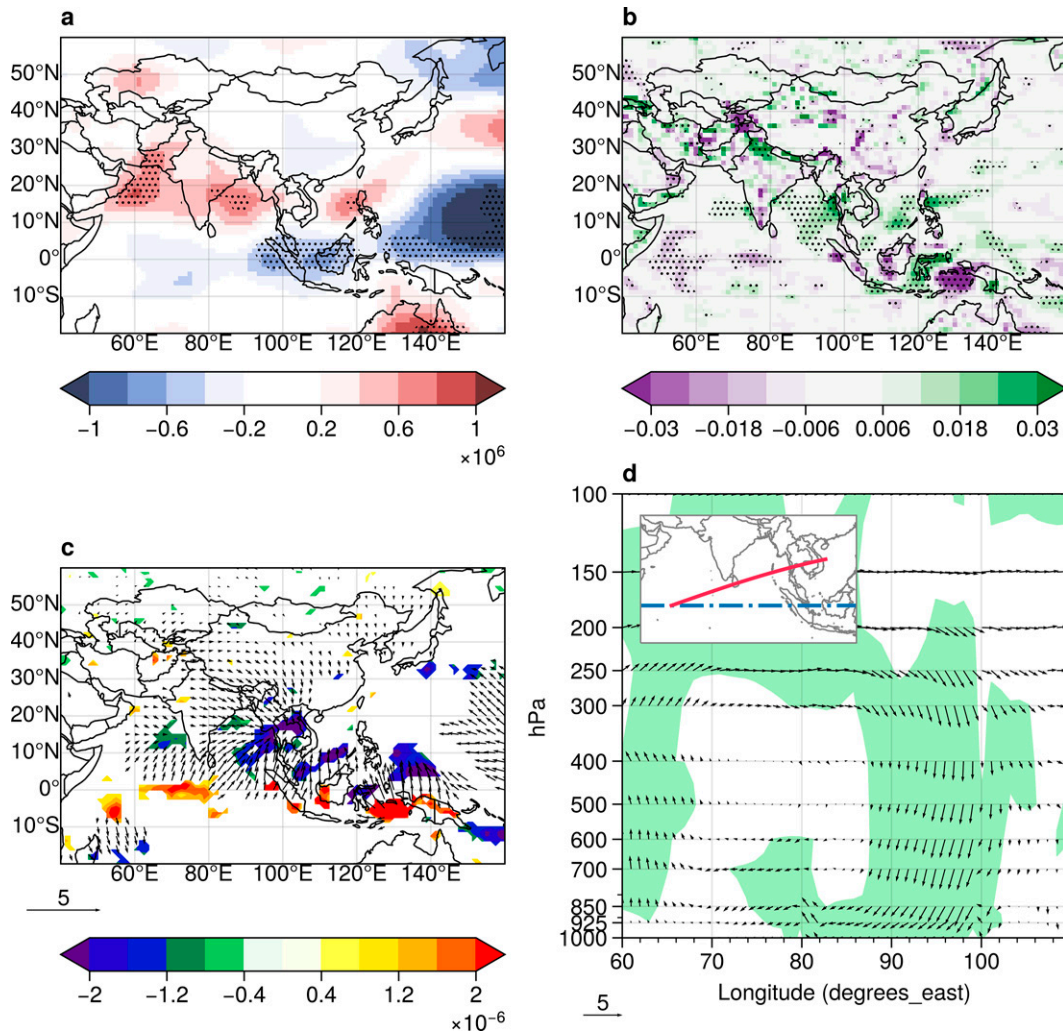 a
50°N
40°N
30°N
20°N
10°N
0°
10°S
60°E 80°E 100°E 120°E 140°E
−1 −0.6 −0.2 0.2 0.6 1
×10⁶
b
50°N
40°N
30°N
20°N
10°N
0°
10°S
60°E 80°E 100°E 120°E 140°E
−0.03 −0.018 −0.006 0.006 0.018 0.03
c
50°N
40°N
30°N
20°N
10°N
0°
10°S
60°E 80°E 100°E 120°E 140°E
5
−2 −1.2 −0.4 0.4 1.2 2
×10⁻⁶
d
100
150
200
250
300
400
500
600
700
850
925
1000
hPa
60 70 80 90 100
Longitude (degrees_east)
5